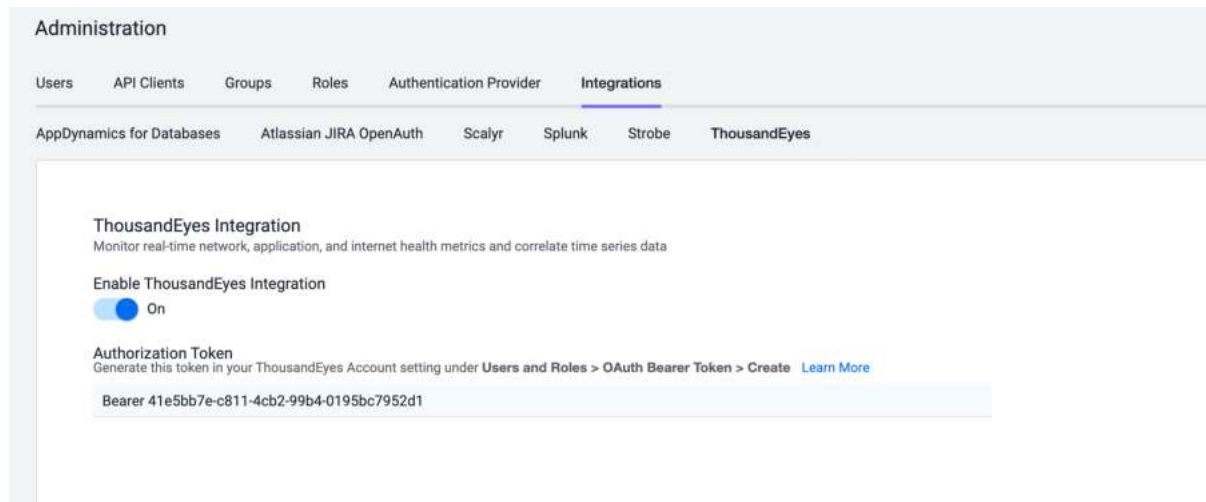 Administration
Users API Clients Groups Roles Authentication Provider Integrations
AppDynamics for Databases Atlassian JIRA OpenAuth Scalyr Splunk Strobe ThousandEyes
ThousandEyes Integration
Monitor real-time network, application, and internet health metrics and correlate time series data
Enable ThousandEyes Integration
On
Authorization Token
Generate this token in your ThousandEyes Account setting under Users and Roles > OAuth Bearer Token > Create Learn More
Bearer 41e5bb7e-c811-4cb2-99b4-0195bc7952d1